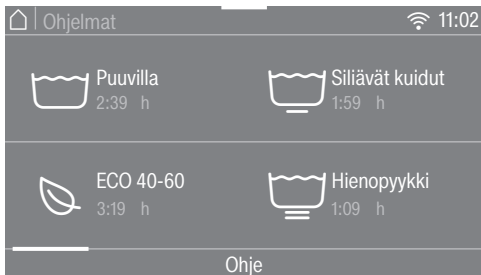 Ohjelmat 11:02
Puuvilla
2:39 h
Siliävät kuidut
1:59 h
ECO 40-60
3:19 h
Hienopyykki
1:09 h
Ohje